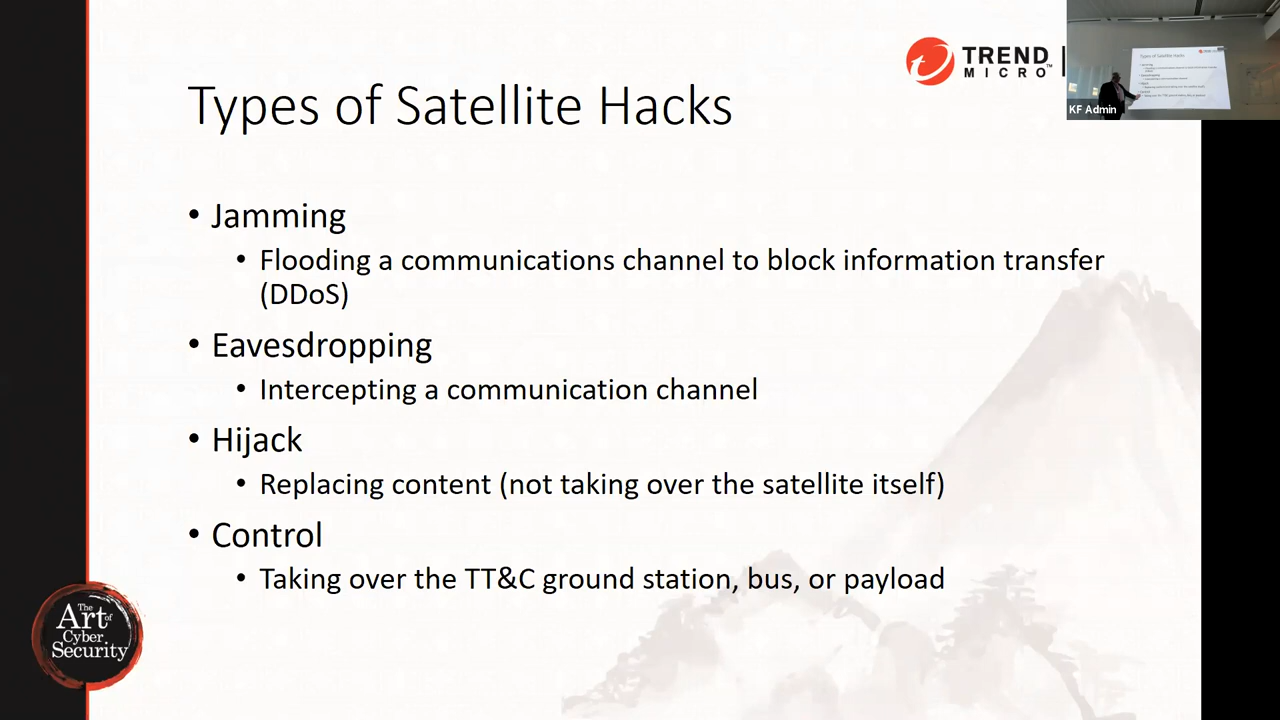 TREND
MICRO™
KF Admin
Types of Satellite Hacks
• Jamming
• Flooding a communications channel to block information transfer
(DDoS)
• Eavesdropping
• Intercepting a communication channel
• Hijack
• Replacing content (not taking over the satellite itself)
• Control
• Taking over the TT&C ground station, bus, or payload
The
Art of
Cyber
Security